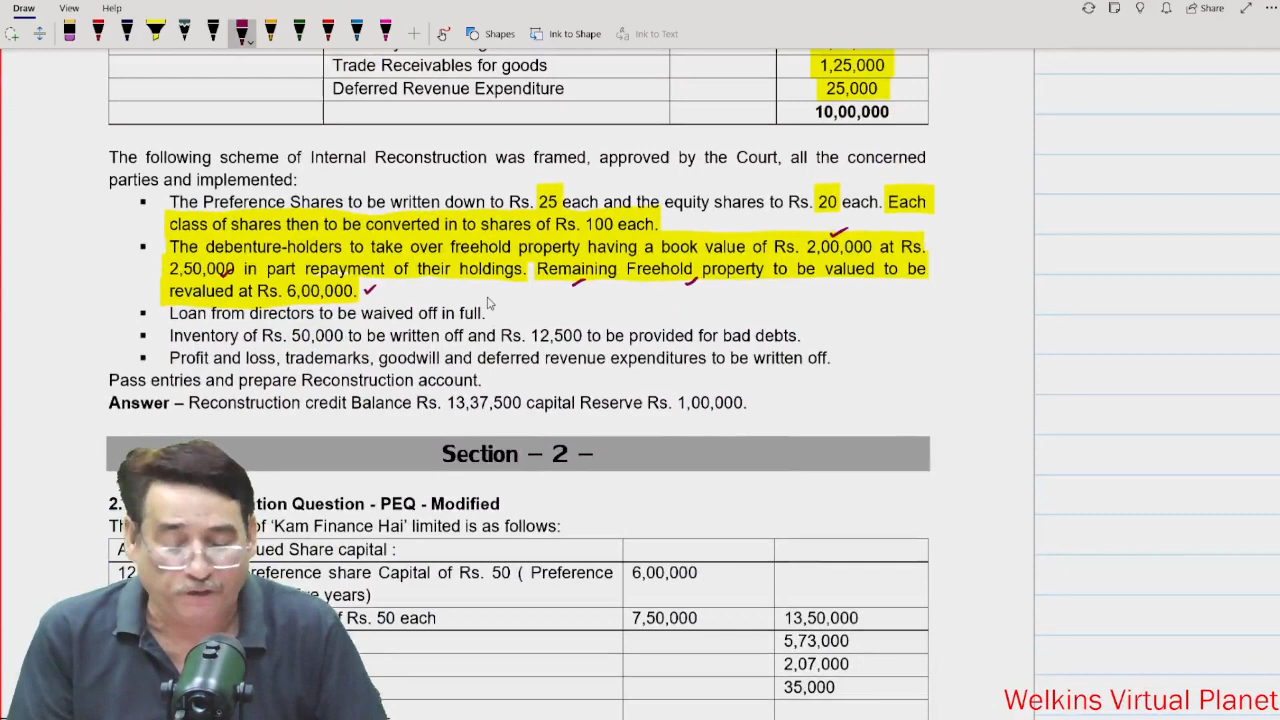 Draw View Help Share
Shapes Ink to Shape Ink to Text
Trade Receivables for goods 1,25,000
Deferred Revenue Expenditure 25,000
10,00,000
The following scheme of Internal Reconstruction was framed, approved by the Court, all the concerned
parties and implemented:
▪ The Preference Shares to be written down to Rs. 25 each and the equity shares to Rs. 20 each. Each
class of shares then to be converted in to shares of Rs. 100 each.
▪ The debenture-holders to take over freehold property having a book value of Rs. 2,00,000 at Rs.
2,50,000 in part repayment of their holdings. Remaining Freehold property to be valued to be
revalued at Rs. 6,00,000.
▪ Loan from directors to be waived off in full.
▪ Inventory of Rs. 50,000 to be written off and Rs. 12,500 to be provided for bad debts.
▪ Profit and loss, trademarks, goodwill and deferred revenue expenditures to be written off.
Pass entries and prepare Reconstruction account.
Answer – Reconstruction credit Balance Rs. 13,37,500 capital Reserve Rs. 1,00,000.
Section – 2 –
2. Question - PEQ - Modified
of ‘Kam Finance Hai’ limited is as follows:
Share capital :
share Capital of Rs. 50 ( Preference 6,00,000
years)
Rs. 50 each 7,50,000 13,50,000
5,73,000
2,07,000
35,000
Welkins Virtual Planet